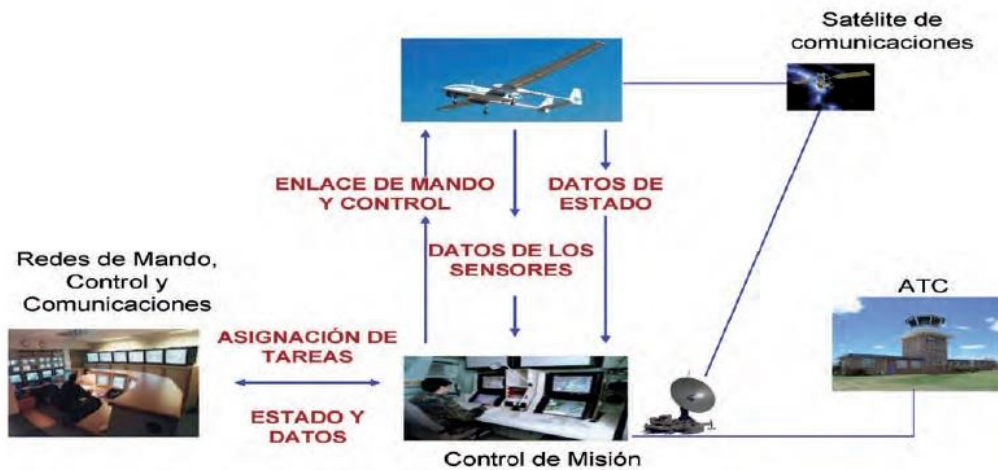 Satélite de
comunicaciones
ENLACE DE MANDO
Y CONTROL
DATOS DE
ESTADO
DATOS DE LOS
SENSORES
Redes de Mando,
Control y
Comunicaciones
ATC
ASIGNACIÓN DE
TAREAS
ESTADO Y
DATOS
Control de Misión